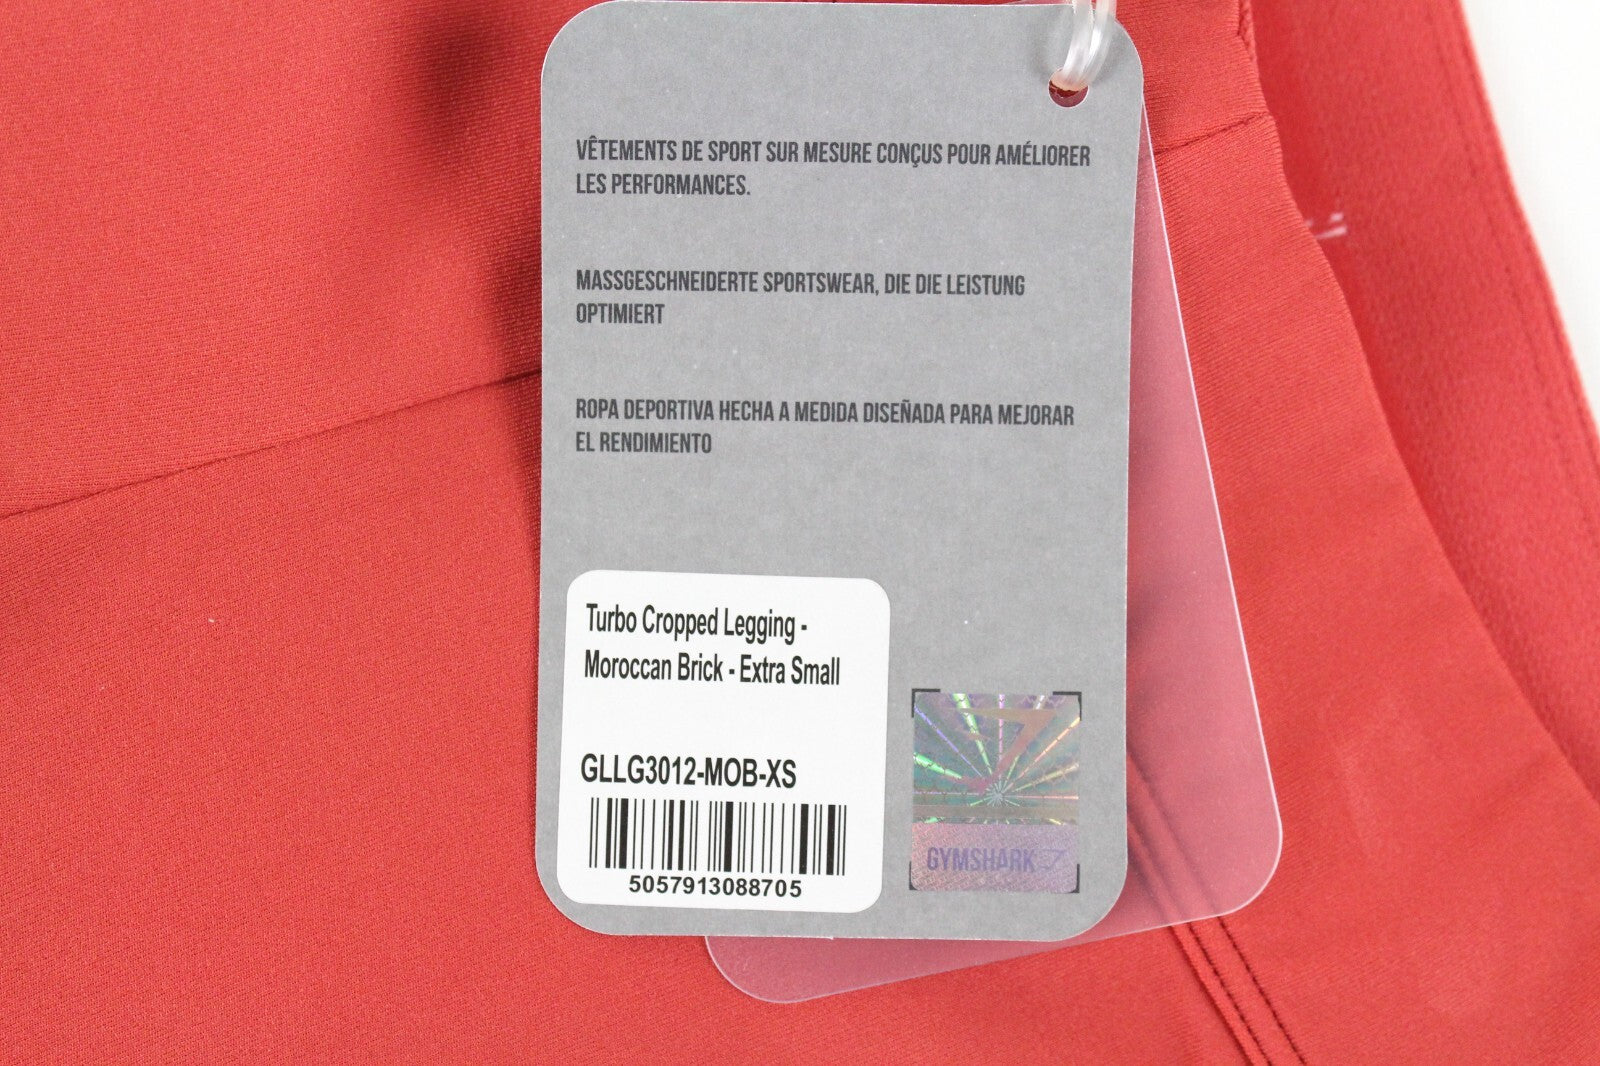 VÊTEMENTS DE SPORT SUR MESURE CONÇUS POUR AMÉLIORER
LES PERFORMANCES.
MASSGESCHNEIDERTE SPORTSWEAR, DIE DIE LEISTUNG
OPTIMIERT
ROPA DEPORTIVA HECHA A MEDIDA DISEÑADA PARA MEJORAR
EL RENDIMIENTO
Turbo Cropped Legging -
Moroccan Brick - Extra Small
GLLG3012-MOB-XS
5057913088705
GYMSHARK